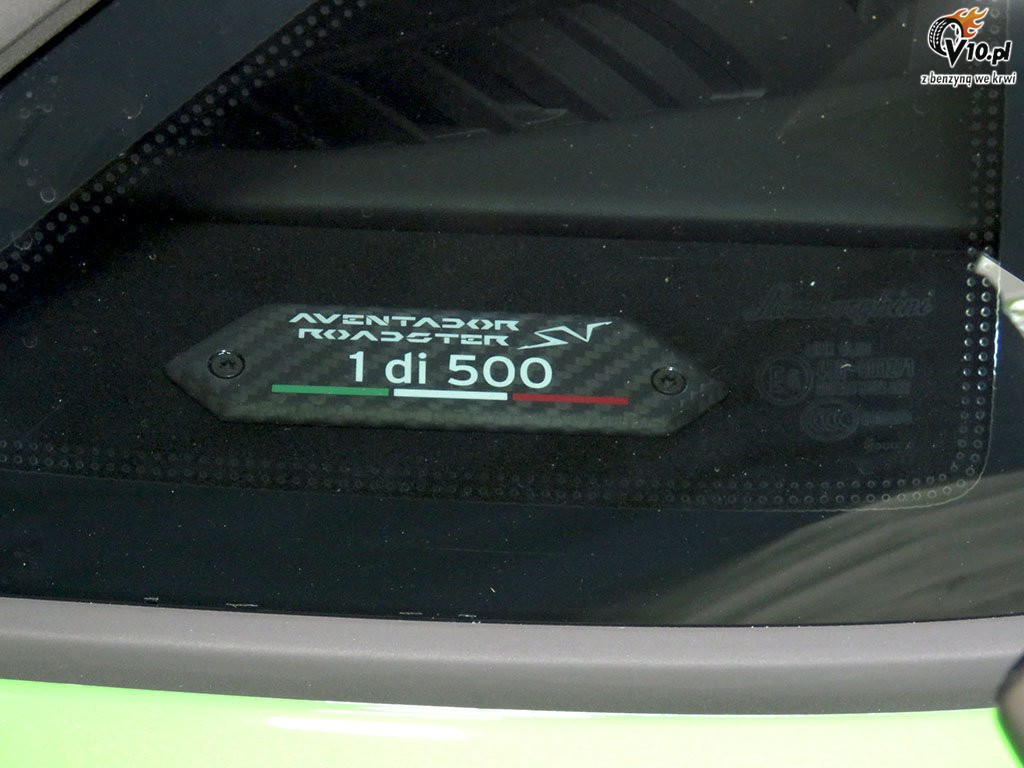 V10.pl
z benzyną we krwi
AVENTADOR
ROADSTER SV
1 di 500
Lamborghini